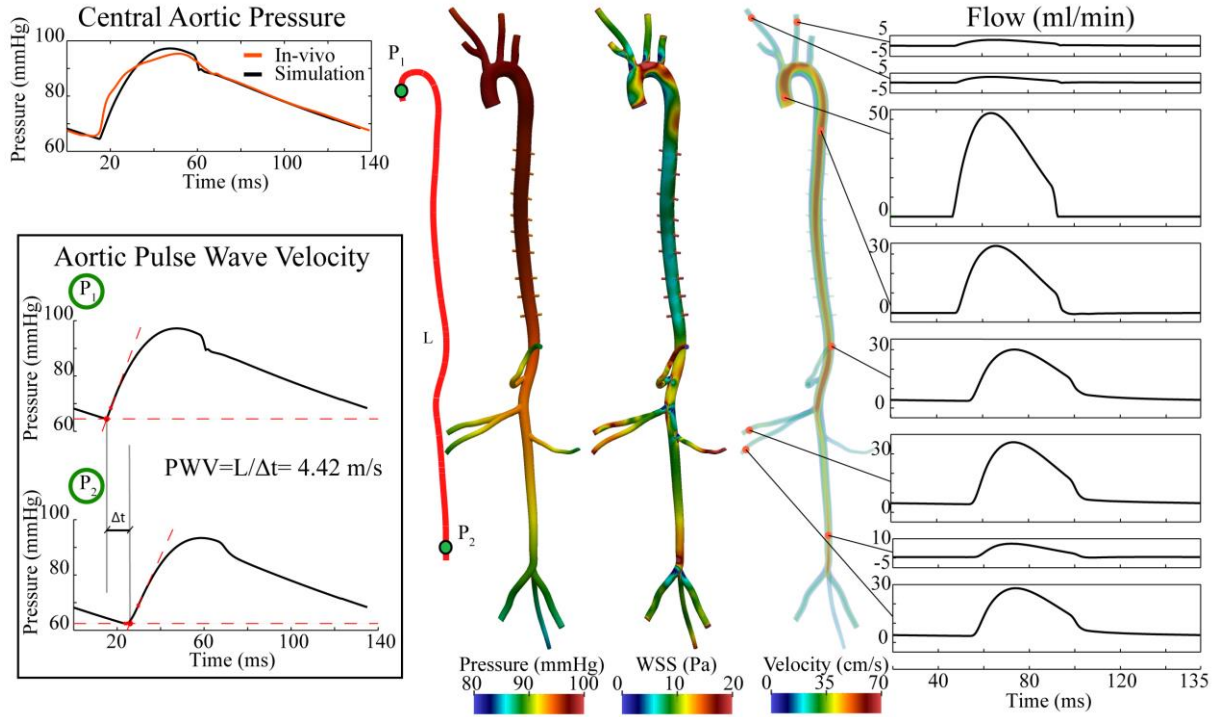 Central Aortic Pressure
Pressure (mmHg)
100
80
60
In-vivo
Simulation
20
60
100
140
Time (ms)
Aortic Pulse Wave Velocity
P1
Pressure (mmHg)
100
80
60
PWV=L/Δt= 4.42 m/s
P2
Δt
Pressure (mmHg)
100
80
60
20
60
100
140
Time (ms)
P1
L
P2
Pressure (mmHg)
80
90
100
WSS (Pa)
0
10
20
Velocity (cm/s)
0
35
70
Flow (ml/min)
5
-5
5
-5
50
0
30
0
30
0
30
0
10
-5
30
0
40
80
120 135
Time (ms)